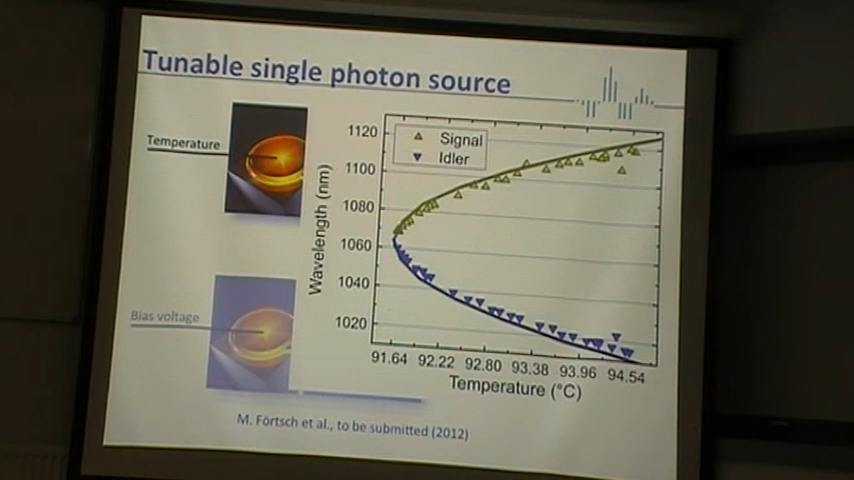 Tunable single photon source
Temperature
Bias voltage
Signal
Idler
Wavelength (nm)
1120
1100
1080
1060
1040
1020
91.64 92.22 92.80 93.38 93.96 94.54
Temperature (°C)
M. Förtsch et al., to be submitted (2012)